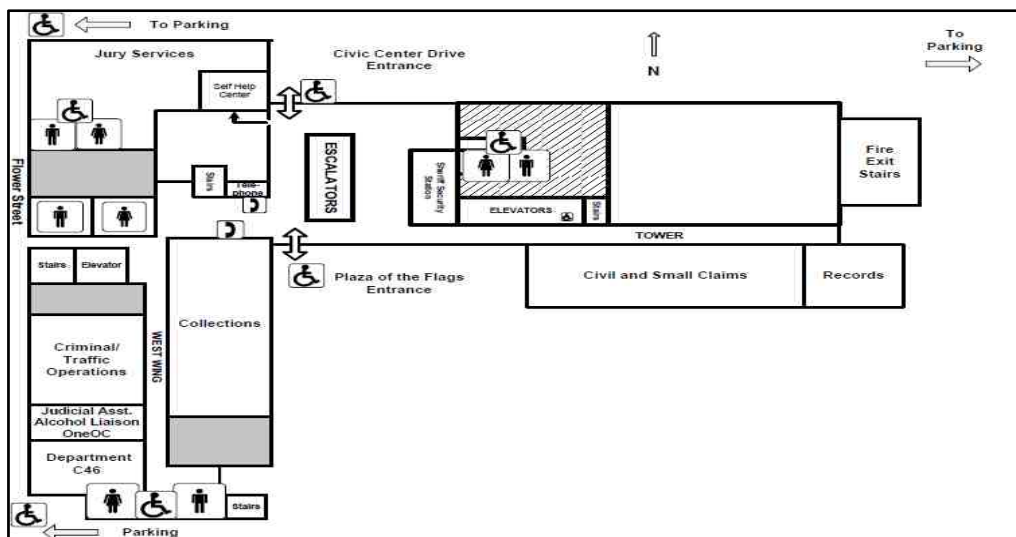 To Parking
Jury Services
Self Help
Center
Civic Center Drive
Entrance
N
To
Parking
Flower Street
Stairs
Tele-
phone
ESCALATORS
Sheriff Security
Station
ELEVATORS
Stairs
Fire
Exit
Stairs
TOWER
Stairs
Elevator
Plaza of the Flags
Entrance
Civil and Small Claims
Records
Collections
WEST WING
Criminal/
Traffic
Operations
Judicial Asst.
Alcohol Liaison
OneOC
Department
C46
Stairs
Parking